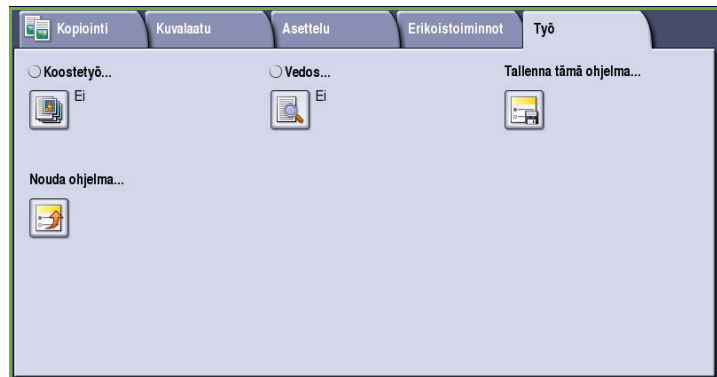 Kopiointi
Kuvalaatu
Asettelu
Erikoistoiminnot
Työ
Koostetyö...
Ei
Vedos...
Ei
Tallenna tämä ohjelma...
Nouda ohjelma...